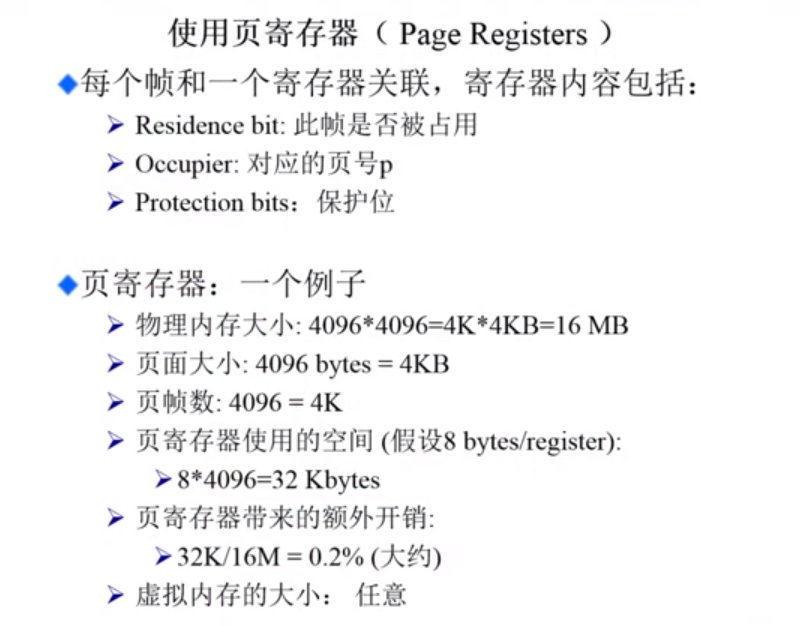 使用页寄存器（ Page Registers ）
每个帧和一个寄存器关联，寄存器内容包括：
Residence bit: 此帧是否被占用
Occupier: 对应的页号p
Protection bits： 保护位
页寄存器：一个例子
物理内存大小: 4096*4096=4K*4KB=16 MB
页面大小: 4096 bytes = 4KB
页帧数: 4096 = 4K
页寄存器使用的空间 (假设8 bytes/register):
8*4096=32 Kbytes
页寄存器带来的额外开销:
32K/16M = 0.2% (大约)
虚拟内存的大小： 任意